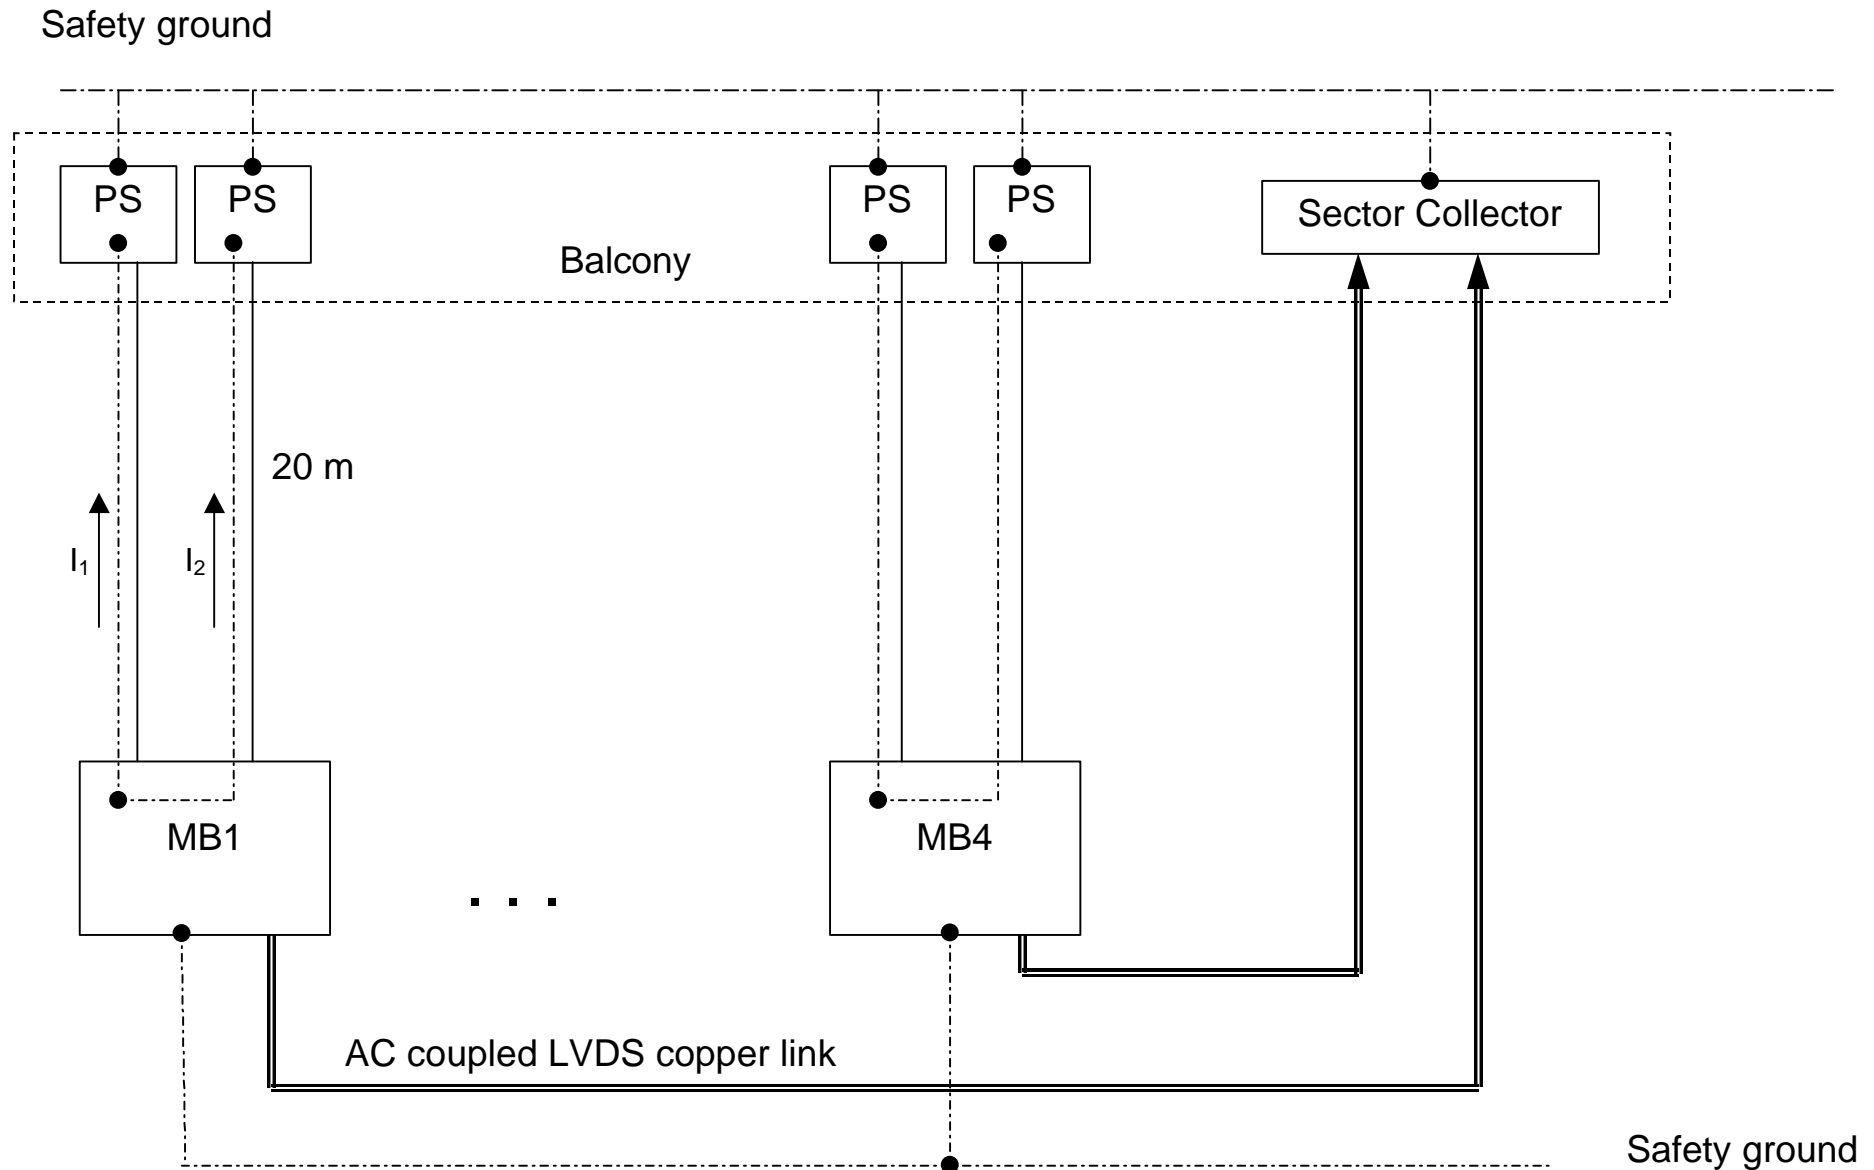 Safety ground
PS
PS
PS
PS
Sector Collector
Balcony
20 m
I₁
I₂
MB1
MB4
. . .
AC coupled LVDS copper link
Safety ground